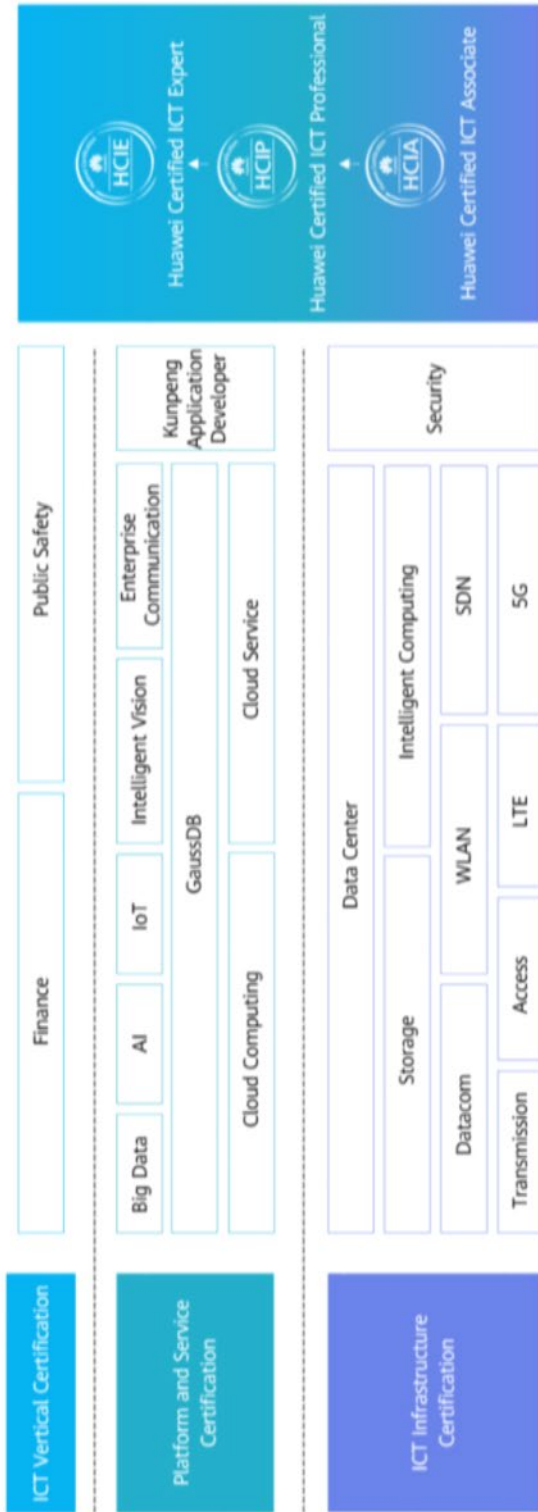 ICT Vertical Certification
Finance
Public Safety
Platform and Service
Certification
Big Data
AI
IoT
Intelligent Vision
Enterprise
Communication
GaussDB
Cloud Computing
Cloud Service
Kunpeng
Application
Developer
ICT Infrastructure
Certification
Data Center
Storage
Intelligent Computing
Datacom
WLAN
SDN
Transmission
Access
LTE
5G
Security
HCIE
Huawei Certified ICT Expert
HCIP
Huawei Certified ICT Professional
HCIA
Huawei Certified ICT Associate